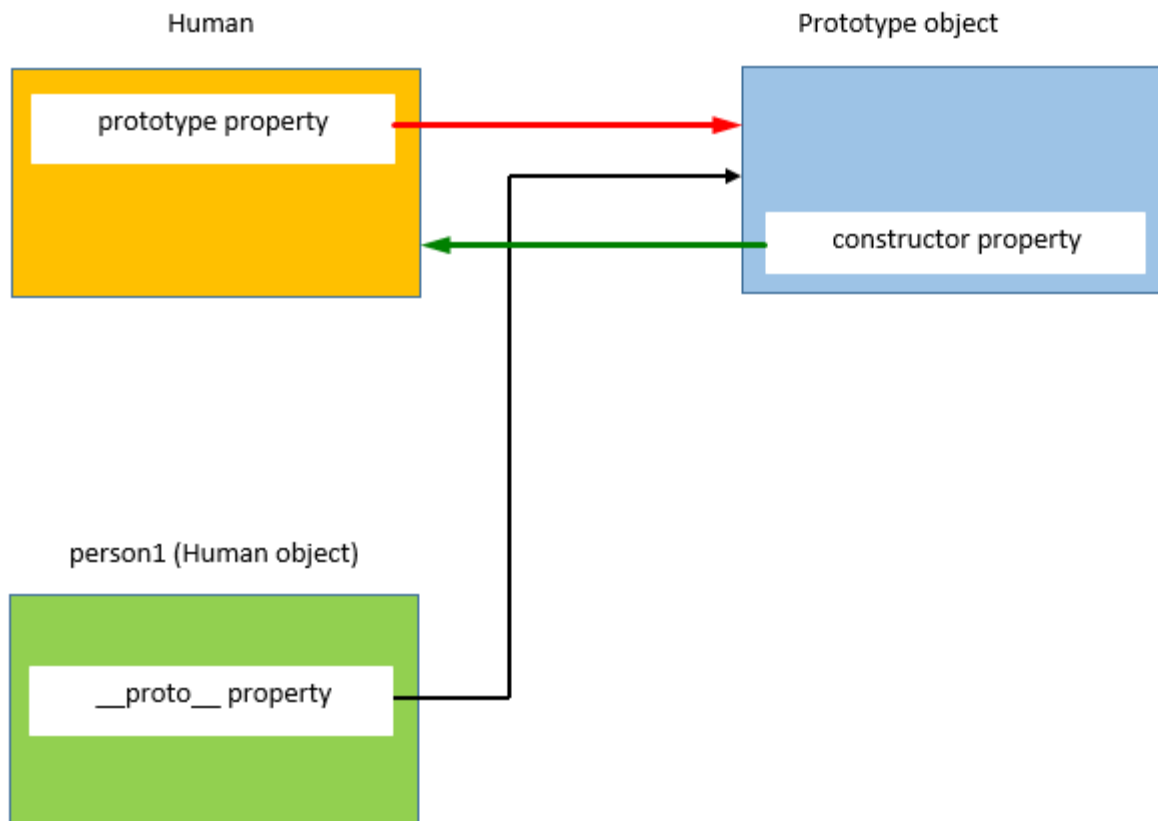 Human
Prototype object
prototype property
constructor property
person1 (Human object)
__proto__ property